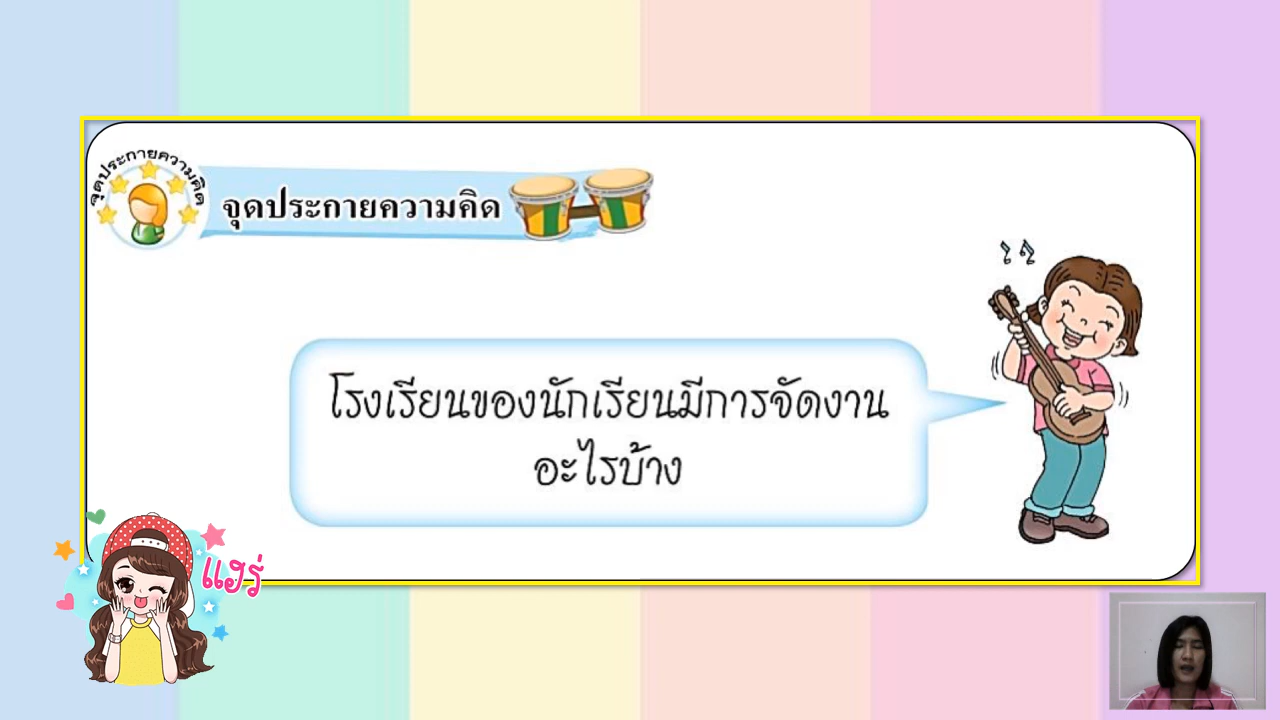 จุดประกายความคิด
จุดประกายความคิด
โรงเรียนของนักเรียนมีการจัดงาน
อะไรบ้าง
แฮร่